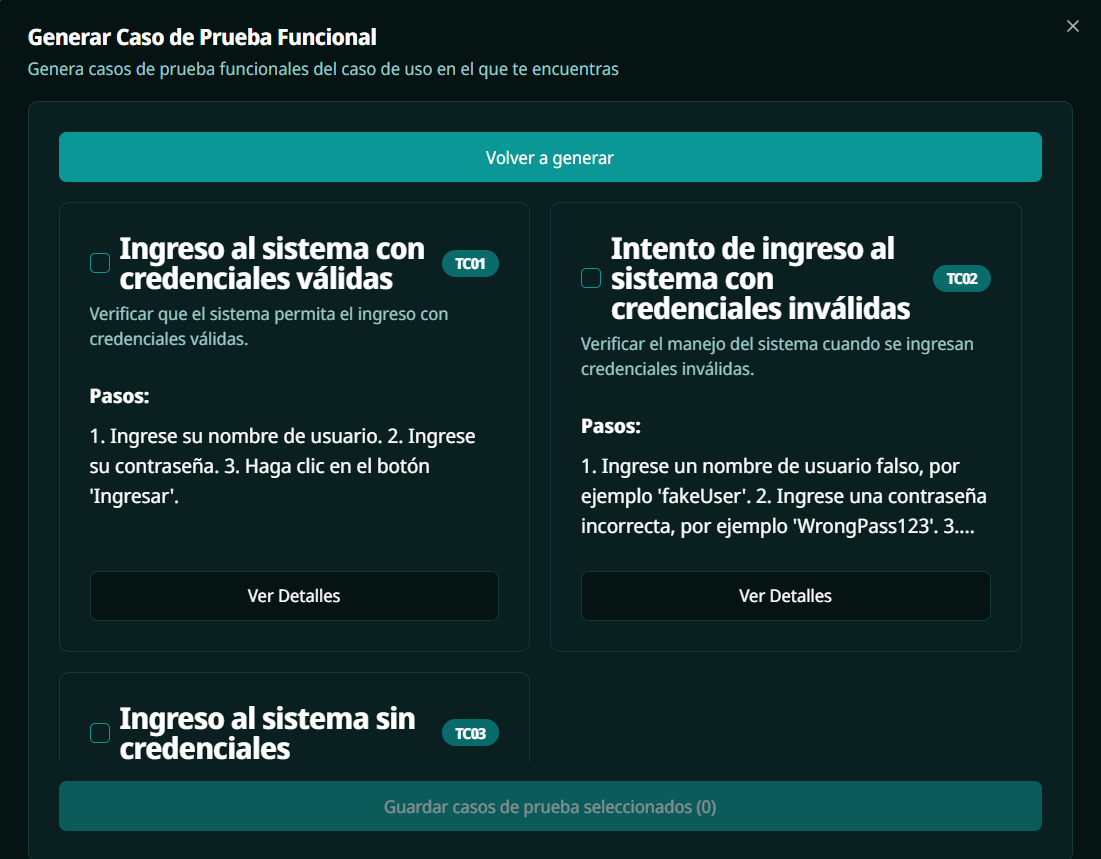 Generar Caso de Prueba Funcional
Genera casos de prueba funcionales del caso de uso en el que te encuentras
Volver a generar
Ingreso al sistema con
credenciales válidas
TC01
Verificar que el sistema permita el ingreso con
credenciales válidas.
Pasos:
1. Ingrese su nombre de usuario. 2. Ingrese
su contraseña. 3. Haga clic en el botón
'Ingresar'.
Ver Detalles
Intento de ingreso al
sistema con
credenciales inválidas
TC02
Verificar el manejo del sistema cuando se ingresan
credenciales inválidas.
Pasos:
1. Ingrese un nombre de usuario falso, por
ejemplo 'fakeUser'. 2. Ingrese una contraseña
incorrecta, por ejemplo 'WrongPass123'. 3....
Ver Detalles
Ingreso al sistema sin
credenciales
TC03
Guardar casos de prueba seleccionados (0)